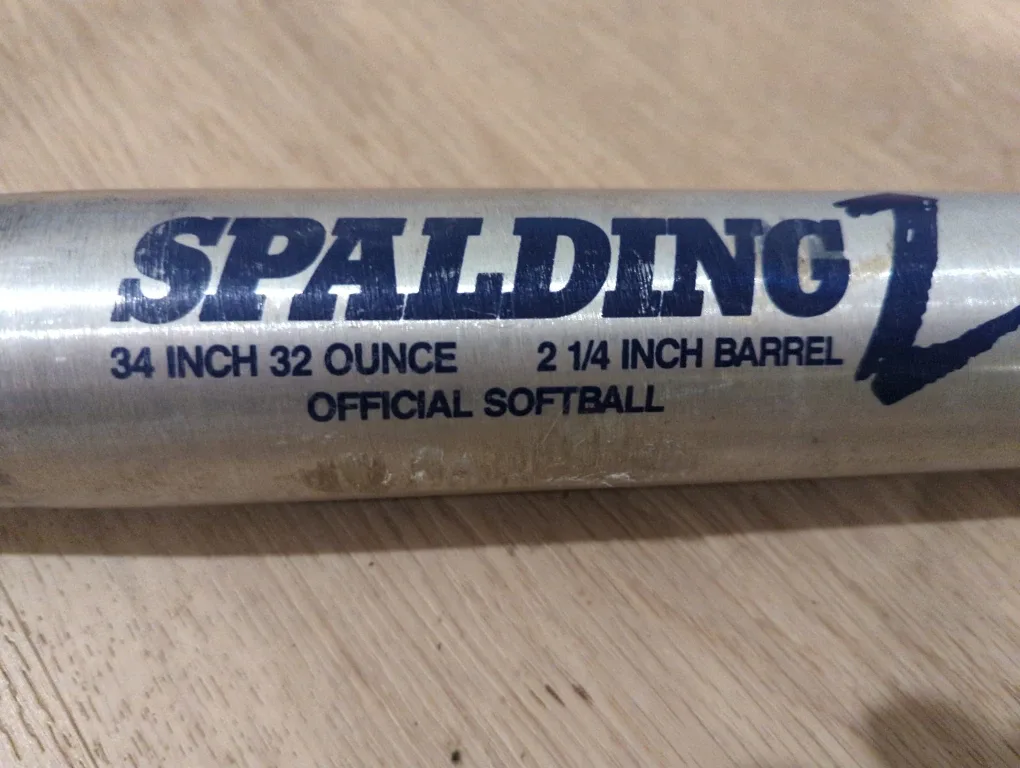 SPALDING
34 INCH 32 OUNCE 2 1/4 INCH BARREL
OFFICIAL SOFTBALL